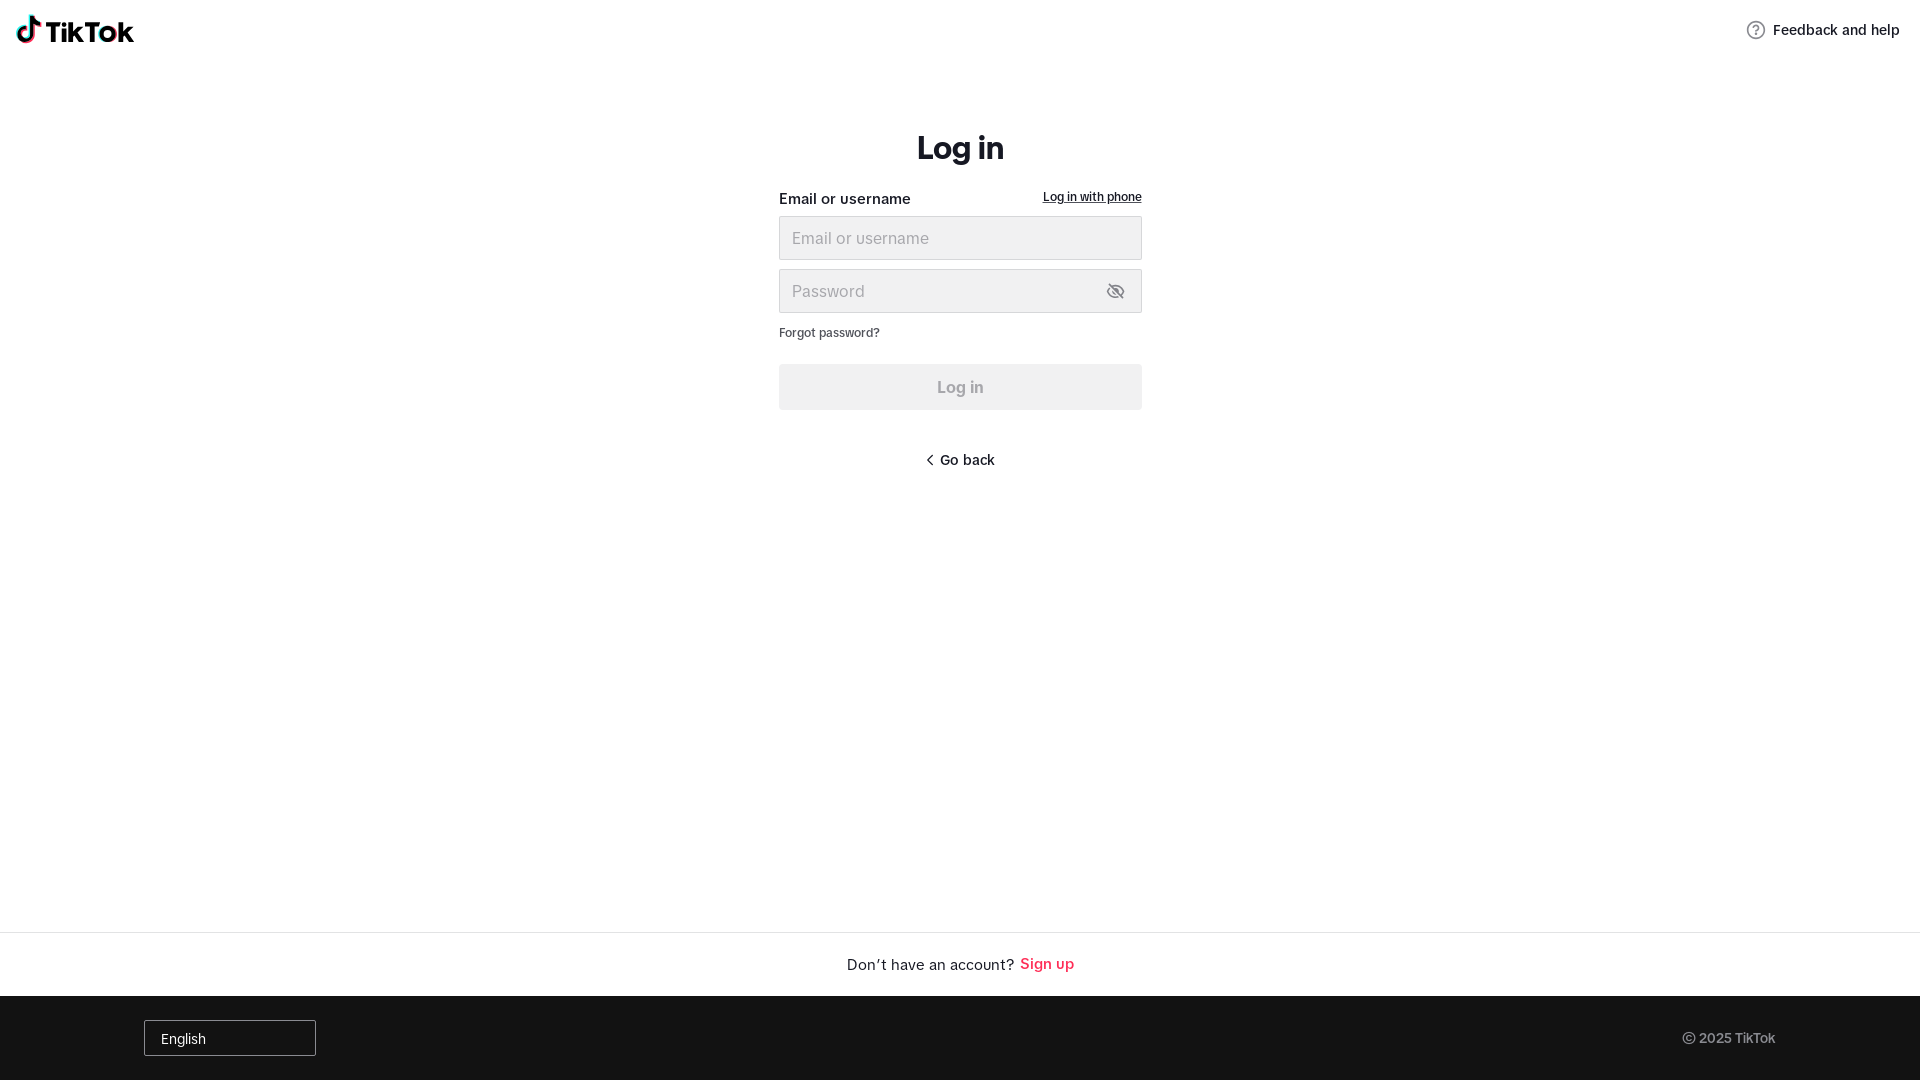 TikTok
Feedback and help
Log in
Email or username
Log in with phone
Email or username
Password
Forgot password?
Log in
Go back
Don’t have an account? Sign up
English
© 2025 TikTok